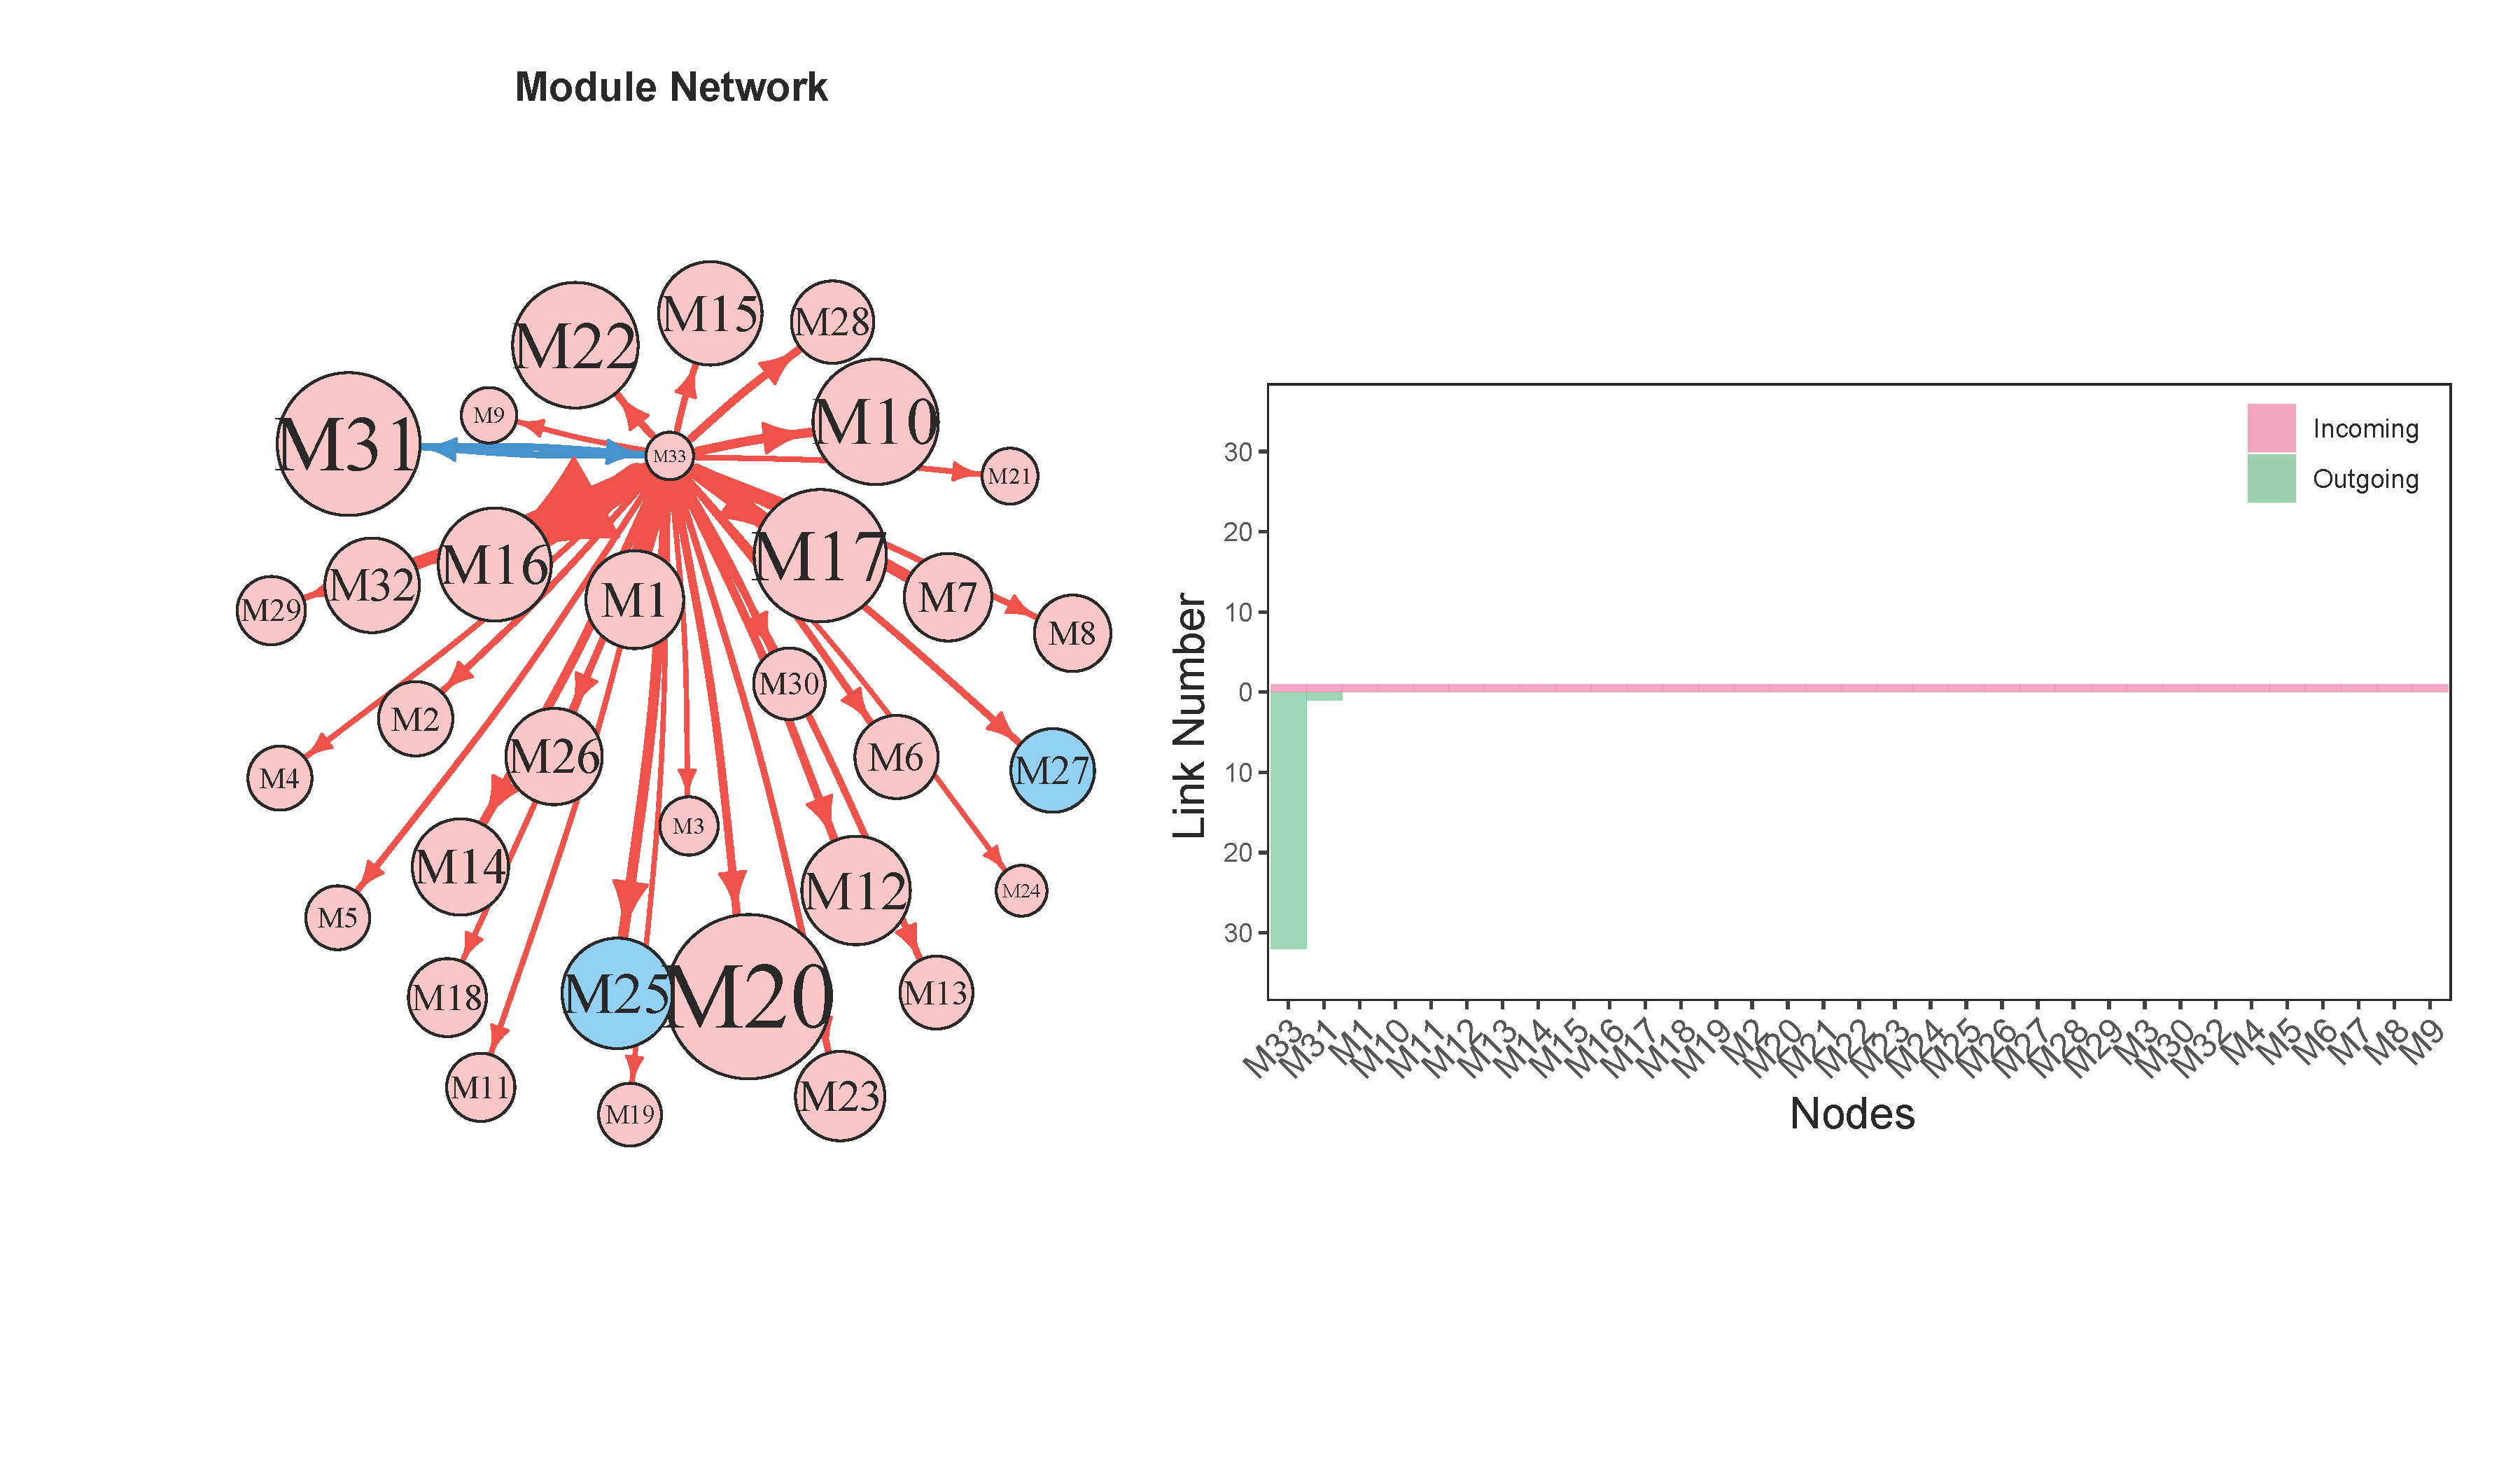 Module Network
M15
M28
M22
M10
M9
M31
M33
M21
M17
M16
M32
M1
M7
M29
M8
M30
M2
M26
M6
M27
M4
M3
M14
M12
M24
M5
M25
M20
M13
M18
M11
M23
M19
Incoming
Outgoing
Link Number
30
20
10
0
10
20
30
M33
M31
M1
M10
M11
M12
M13
M14
M15
M16
M17
M18
M19
M2
M20
M21
M22
M23
M24
M25
M26
M27
M28
M29
M3
M30
M32
M4
M5
M6
M7
M8
M9
Nodes